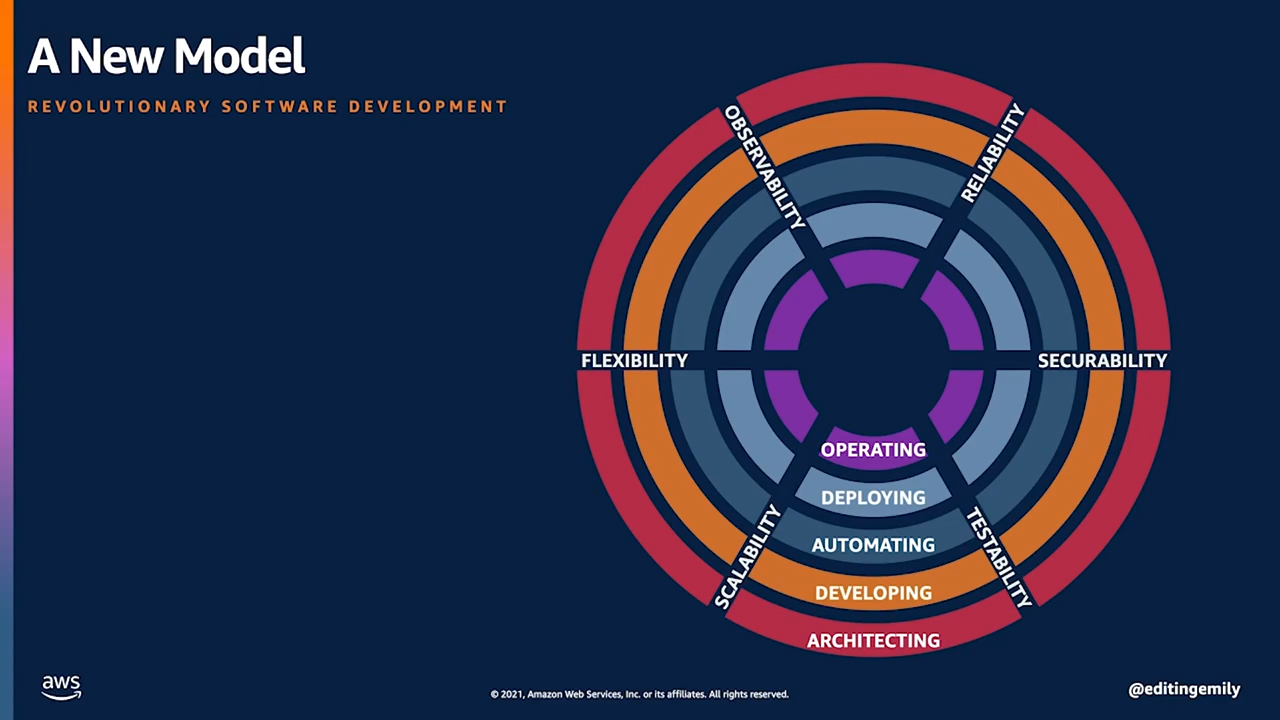 A New Model
REVOLUTIONARY SOFTWARE DEVELOPMENT
OBSERVABILITY
RELIABILITY
FLEXIBILITY
SECURABILITY
SCALABILITY
TESTABILITY
OPERATING
DEPLOYING
AUTOMATING
DEVELOPING
ARCHITECTING
aws
© 2021, Amazon Web Services, Inc. or its affiliates. All rights reserved.
@editingemily